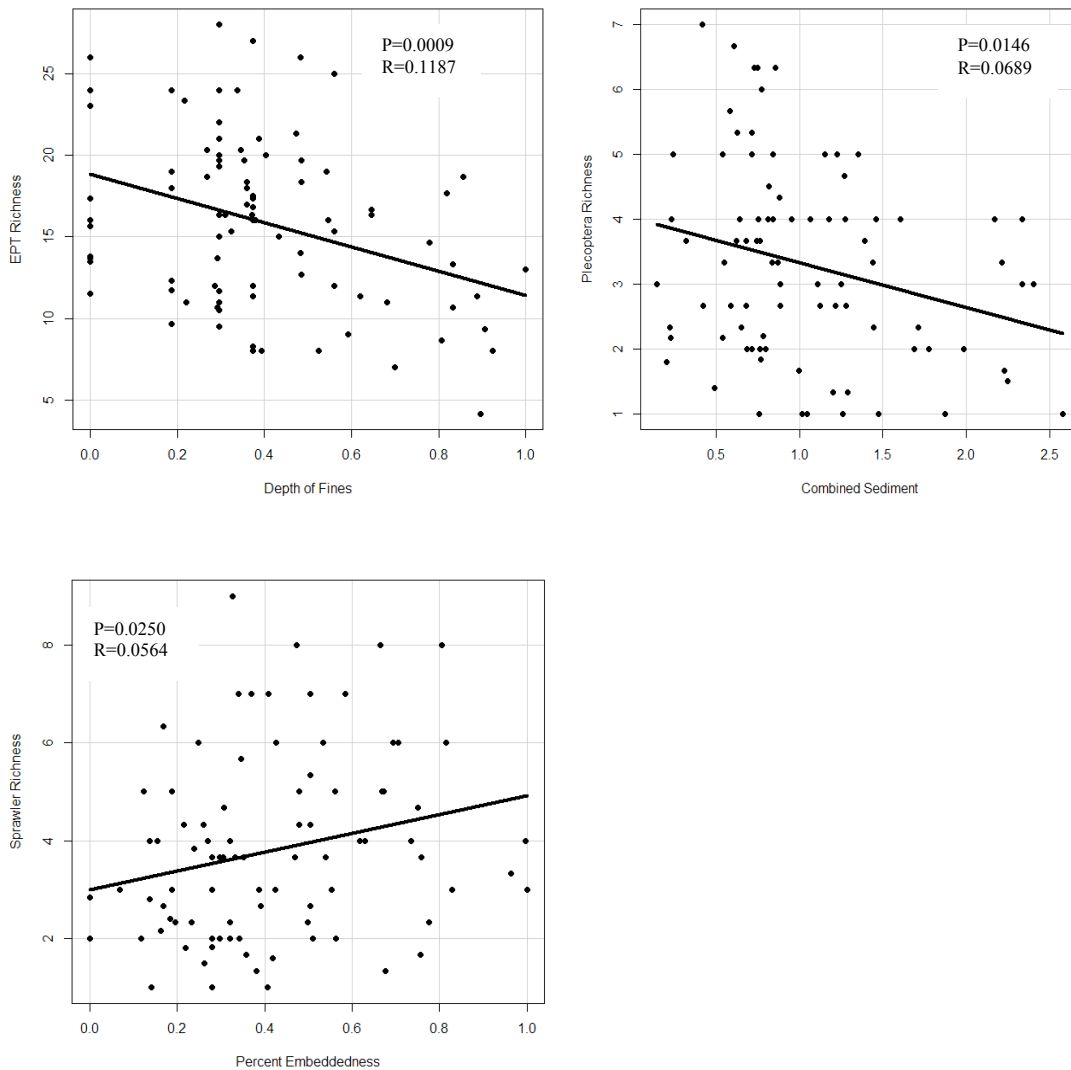 P=0.0009
R=0.1187
EPT Richness
5
10
15
20
25
0.0 0.2 0.4 0.6 0.8 1.0
Depth of Fines
P=0.0146
R=0.0689
Plecoptera Richness
1
2
3
4
5
6
7
0.5 1.0 1.5 2.0 2.5
Combined Sediment
P=0.0250
R=0.0564
Sprawler Richness
2
4
6
8
0.0 0.2 0.4 0.6 0.8 1.0
Percent Embeddedness